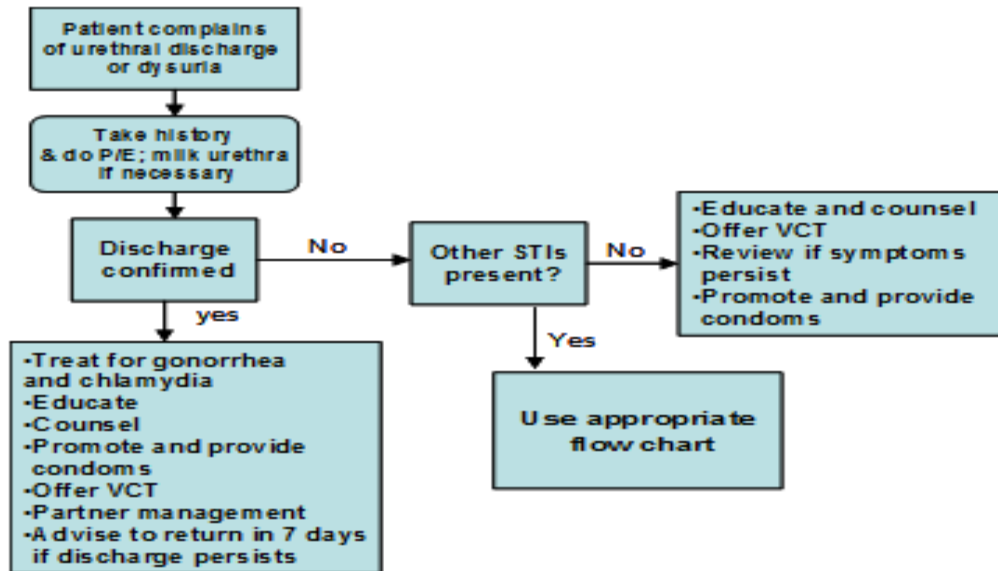 Patient complains
of urethral discharge
or dysuria
Take history
& do P/E; milk urethra
if necessary
Discharge
confirmed
No
Other STIs
present?
No
•Educate and counsel
•Offer VCT
•Review if symptoms
persist
•Promote and provide
condoms
yes
Yes
•Treat for gonorrhea
and chlamydia
•Educate
•Counsel
•Promote and provide
condoms
•Offer VCT
•Partner management
•Advise to return in 7 days
if discharge persists
Use appropriate
flow chart